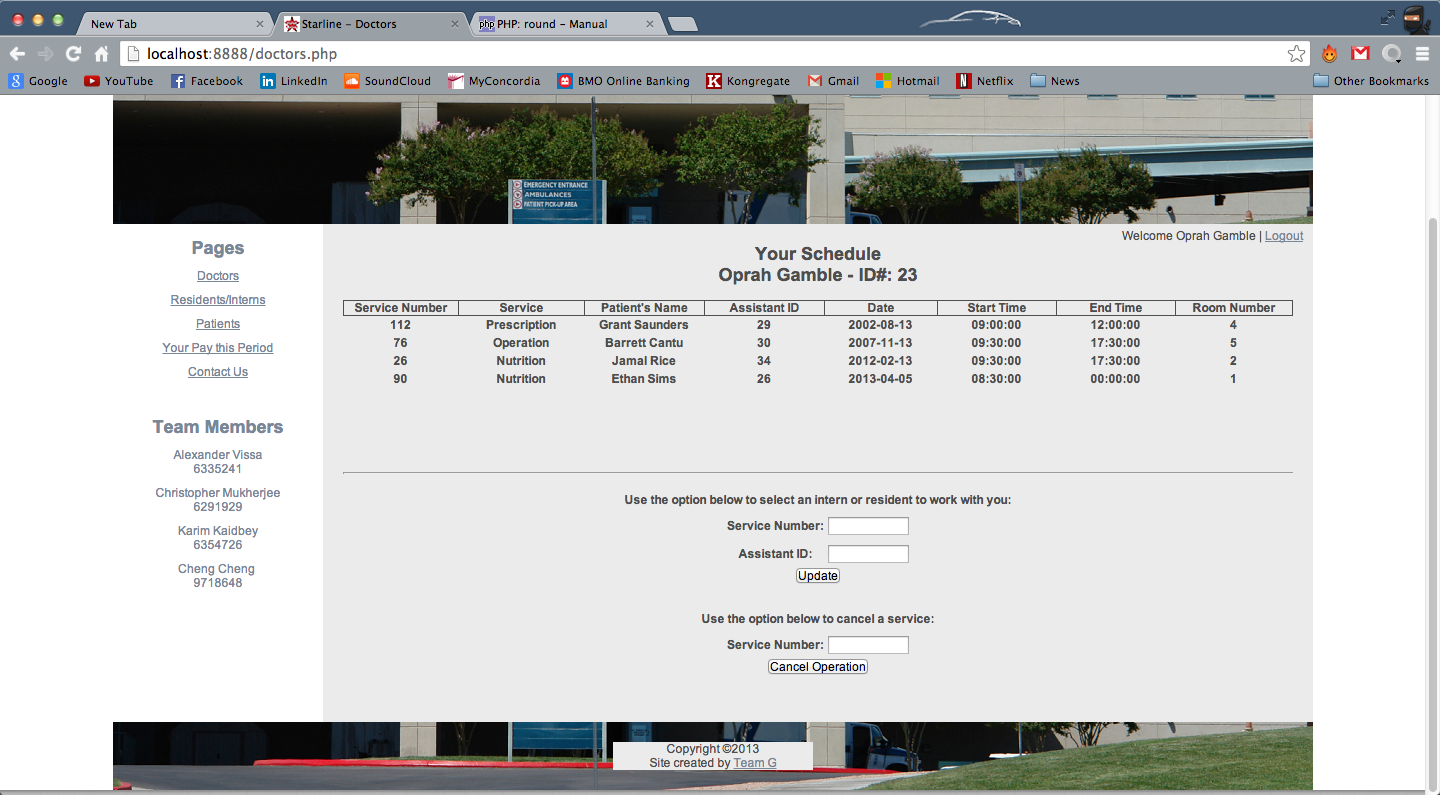 New Tab
Starline – Doctors
php PHP: round – Manual
localhost:8888/doctors.php
Google YouTube Facebook LinkedIn SoundCloud MyConcordia BMO Online Banking Kongregate Gmail Hotmail Netflix News Other Bookmarks
EMERGENCY ENTRANCE
AMBULANCES
PATIENT PICK-UP AREA
Welcome Oprah Gamble | Logout
Pages
Doctors
Residents/Interns
Patients
Your Pay this Period
Contact Us
Team Members
Alexander Vissa
6335241
Christopher Mukherjee
6291929
Karim Kaidbey
6354726
Cheng Cheng
9718648
Your Schedule
Oprah Gamble - ID#: 23
Service Number Service Patient's Name Assistant ID Date Start Time End Time Room Number
112 Prescription Grant Saunders 29 2002-08-13 09:00:00 12:00:00 4
76 Operation Barrett Cantu 30 2007-11-13 09:30:00 17:30:00 5
26 Nutrition Jamal Rice 34 2012-02-13 09:30:00 17:30:00 2
90 Nutrition Ethan Sims 26 2013-04-05 08:30:00 00:00:00 1
Use the option below to select an intern or resident to work with you:
Service Number:
Assistant ID:
Update
Use the option below to cancel a service:
Service Number:
Cancel Operation
Copyright ©2013
Site created by Team G